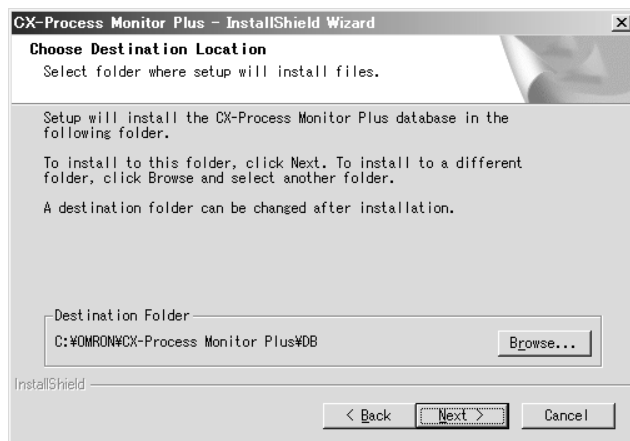 CX-Process Monitor Plus - InstallShield Wizard
Choose Destination Location
Select folder where setup will install files.
Setup will install the CX-Process Monitor Plus database in the
following folder.
To install to this folder, click Next. To install to a different
folder, click Browse and select another folder.
A destination folder can be changed after installation.
Destination Folder
C:¥OMRON¥CX-Process Monitor Plus¥DB
Browse...
InstallShield
< Back
Next >
Cancel